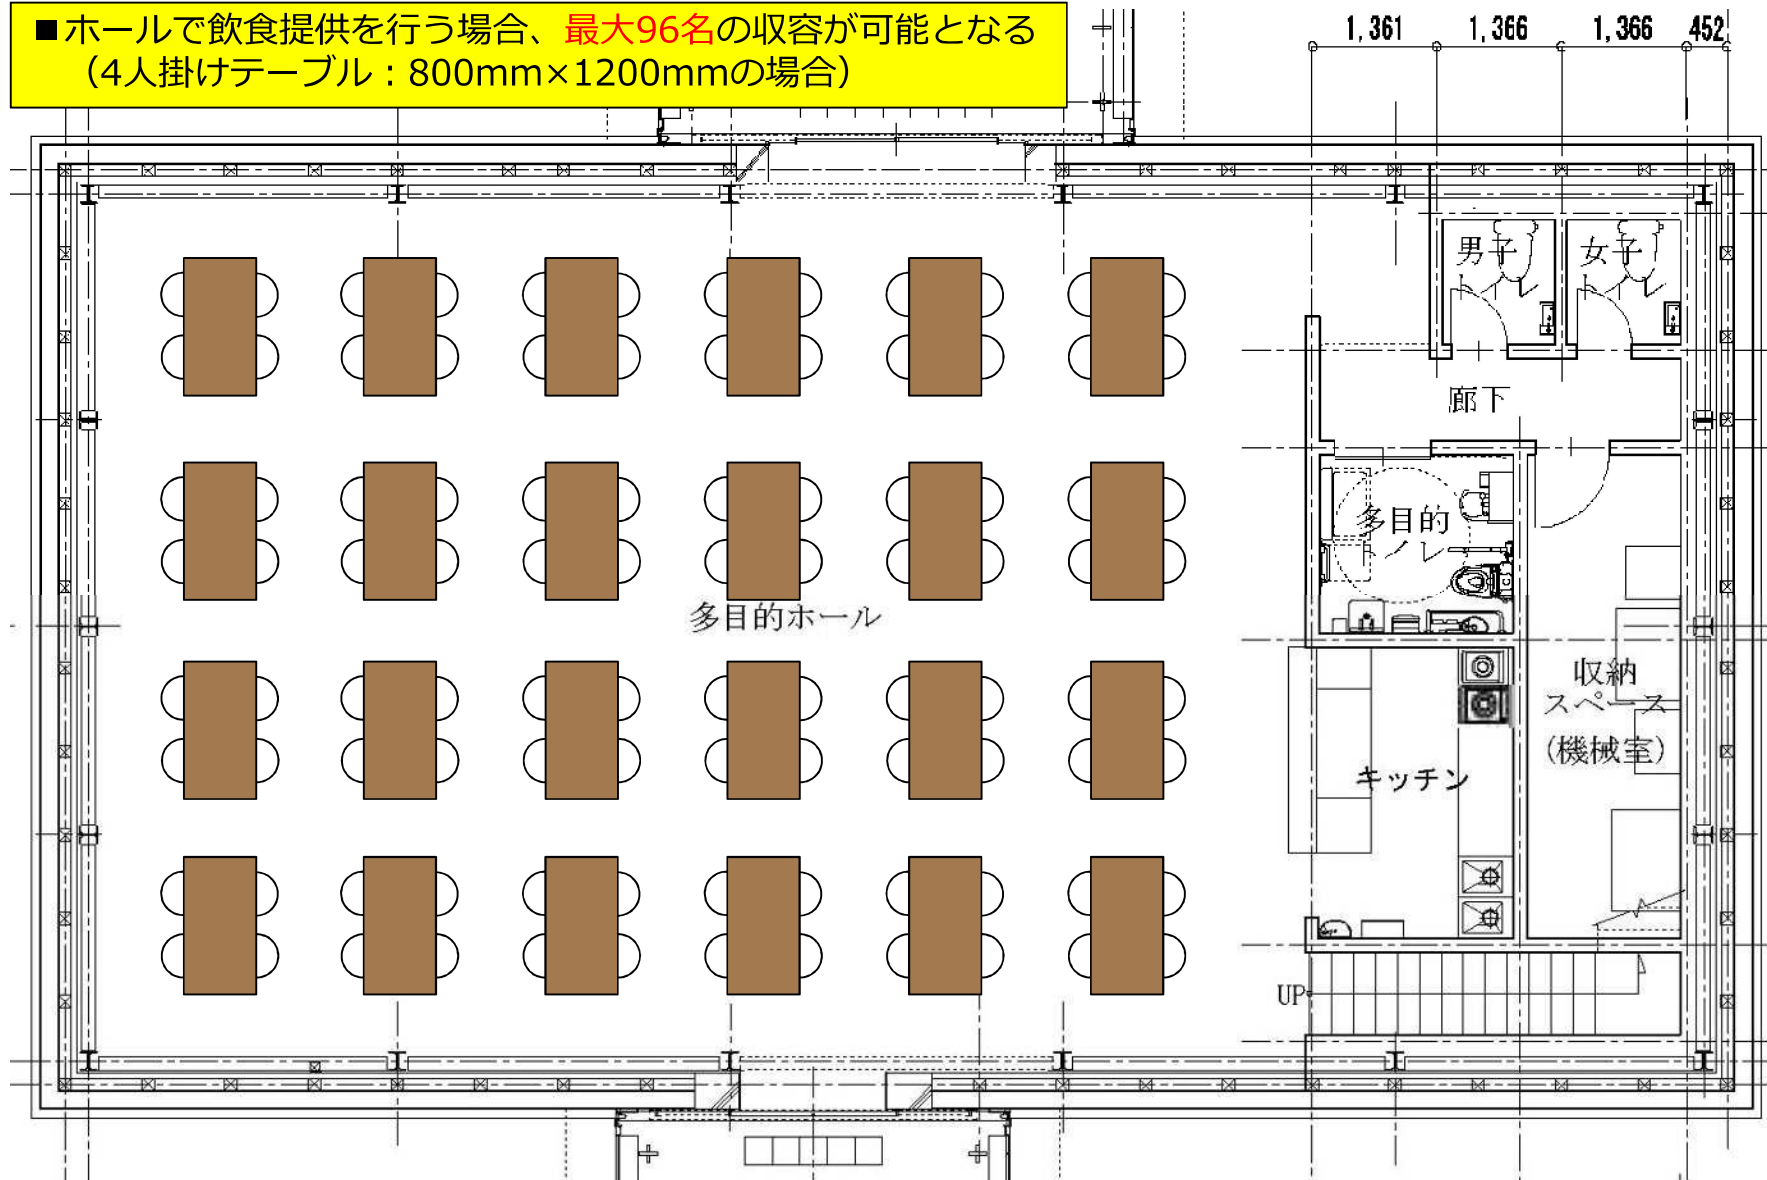 ■ホールで飲食提供を行う場合、最大96名の収容が可能となる
（4人掛けテーブル：800mm×1200mmの場合）
1,361 1,366 1,366 452
男子
トイレ
女子
トイレ
廊下
多目的
トイレ
多目的ホール
収納
スペース
(機械室)
キッチン
UP